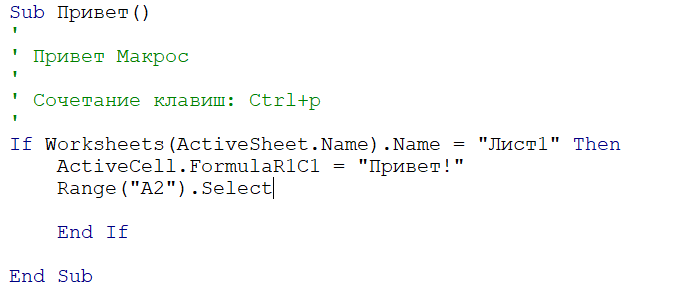 Sub Привет()
'
' Привет Макрос
'
' Сочетание клавиш: Ctrl+p
'
If Worksheets(ActiveSheet.Name).Name = "Лист1" Then
    ActiveCell.FormulaR1C1 = "Привет!"
    Range("A2").Select
    End If
End Sub